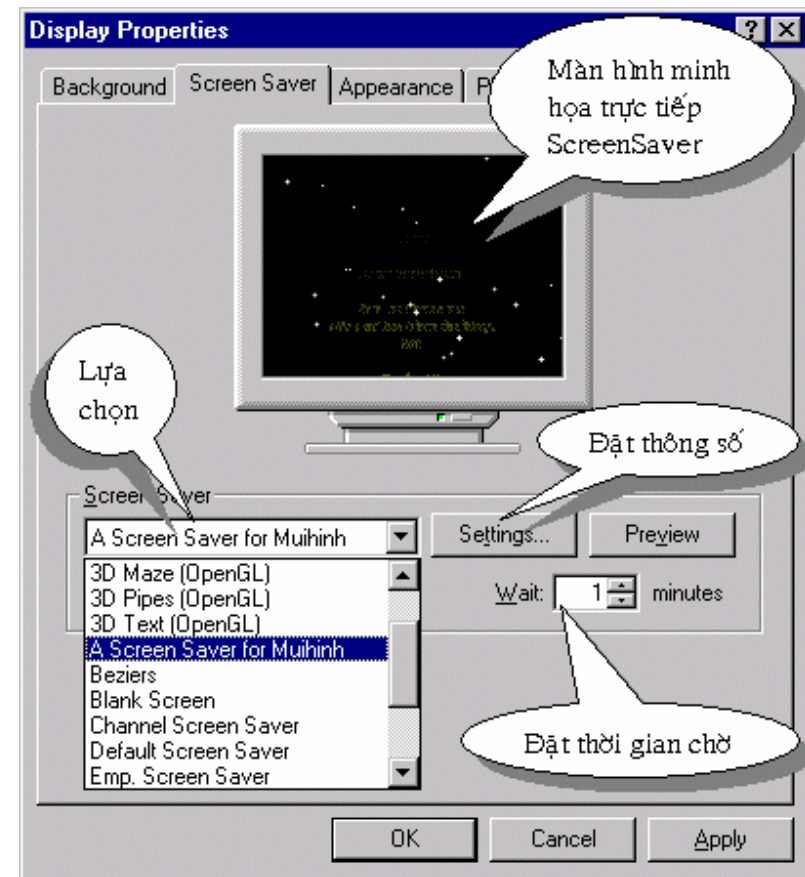 Display Properties
Background Screen Saver Appearance
Màn hình minh
họa trực tiếp
ScreenSaver
Lựa
chọn
Đặt thông số
Screen Saver
A Screen Saver for Muihinh
Settings... Preview
3D Maze (OpenGL)
3D Pipes (OpenGL)
3D Text (OpenGL)
A Screen Saver for Muihinh
Beziers
Blank Screen
Channel Screen Saver
Default Screen Saver
Emp. Screen Saver
Wait: 1 minutes
Đặt thời gian chờ
OK Cancel Apply